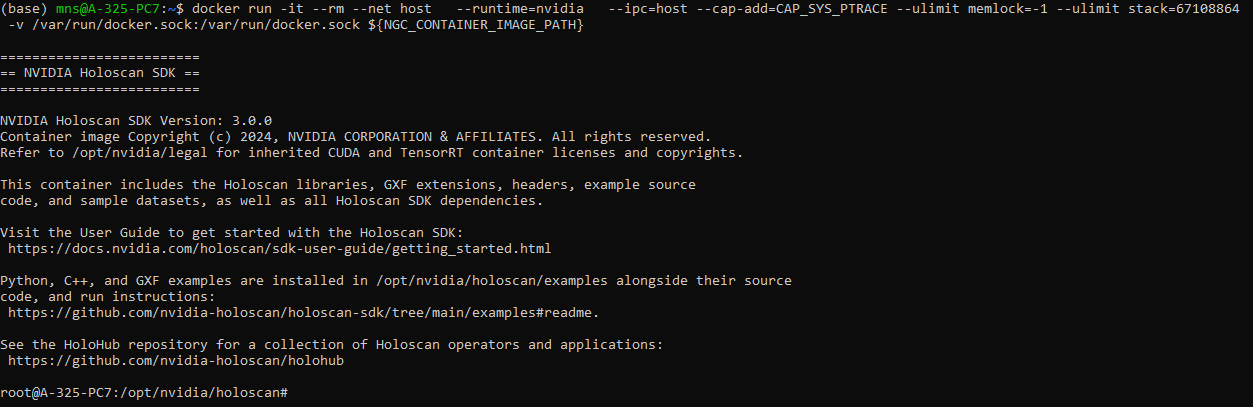 (base) mns@A-325-PC7:~$ docker run -it --rm --net host   --runtime=nvidia   --ipc=host --cap-add=CAP_SYS_PTRACE --ulimit memlock=-1 --ulimit stack=67108864
 -v /var/run/docker.sock:/var/run/docker.sock ${NGC_CONTAINER_IMAGE_PATH}
=========================
== NVIDIA Holoscan SDK ==
=========================
NVIDIA Holoscan SDK Version: 3.0.0
Container image Copyright (c) 2024, NVIDIA CORPORATION & AFFILIATES. All rights reserved.
Refer to /opt/nvidia/legal for inherited CUDA and TensorRT container licenses and copyrights.
This container includes the Holoscan libraries, GXF extensions, headers, example source
code, and sample datasets, as well as all Holoscan SDK dependencies.
Visit the User Guide to get started with the Holoscan SDK:
 https://docs.nvidia.com/holoscan/sdk-user-guide/getting_started.html
Python, C++, and GXF examples are installed in /opt/nvidia/holoscan/examples alongside their source
code, and run instructions:
 https://github.com/nvidia-holoscan/holoscan-sdk/tree/main/examples#readme.
See the HoloHub repository for a collection of Holoscan operators and applications:
 https://github.com/nvidia-holoscan/holohub
root@A-325-PC7:/opt/nvidia/holoscan#